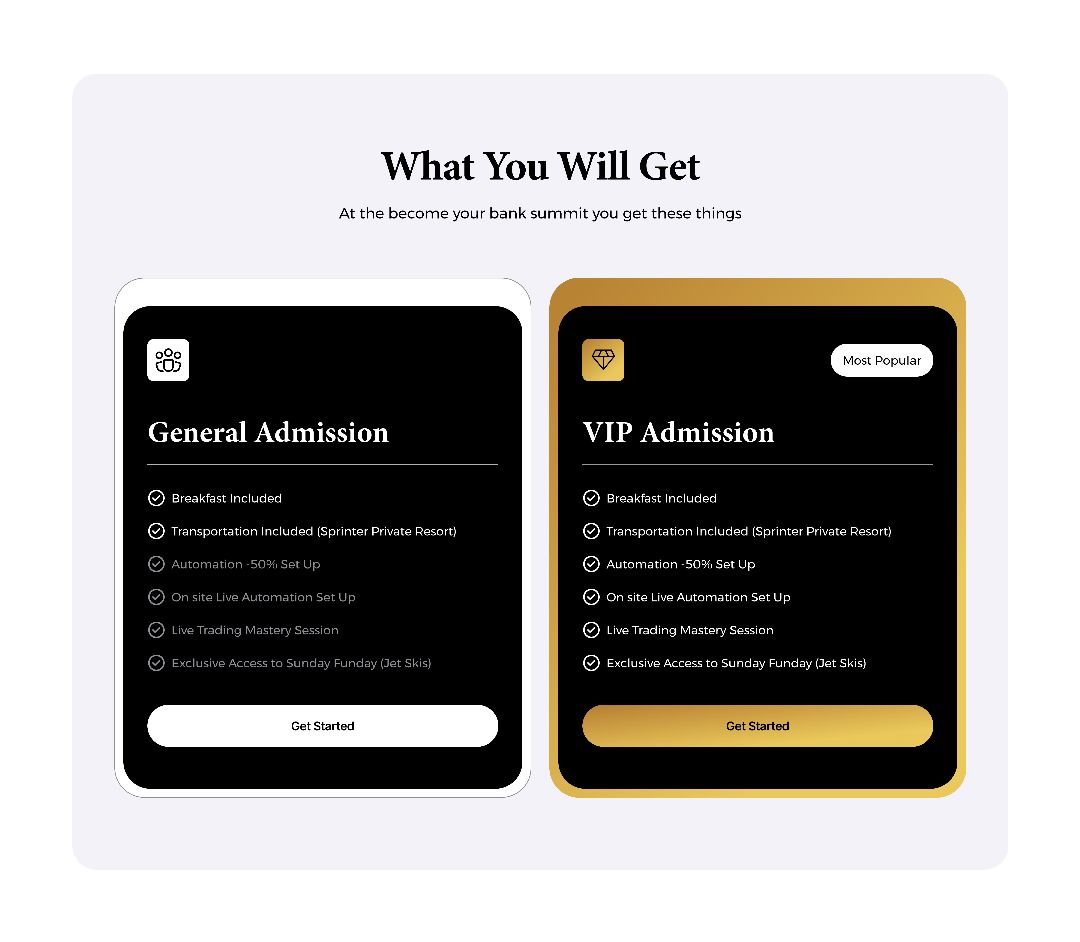 What You Will Get
At the become your bank summit you get these things
General Admission
Breakfast Included
Transportation Included (Sprinter Private Resort)
Automation -50% Set Up
On site Live Automation Set Up
Live Trading Mastery Session
Exclusive Access to Sunday Funday (Jet Skis)
Get Started
Most Popular
VIP Admission
Breakfast Included
Transportation Included (Sprinter Private Resort)
Automation -50% Set Up
On site Live Automation Set Up
Live Trading Mastery Session
Exclusive Access to Sunday Funday (Jet Skis)
Get Started